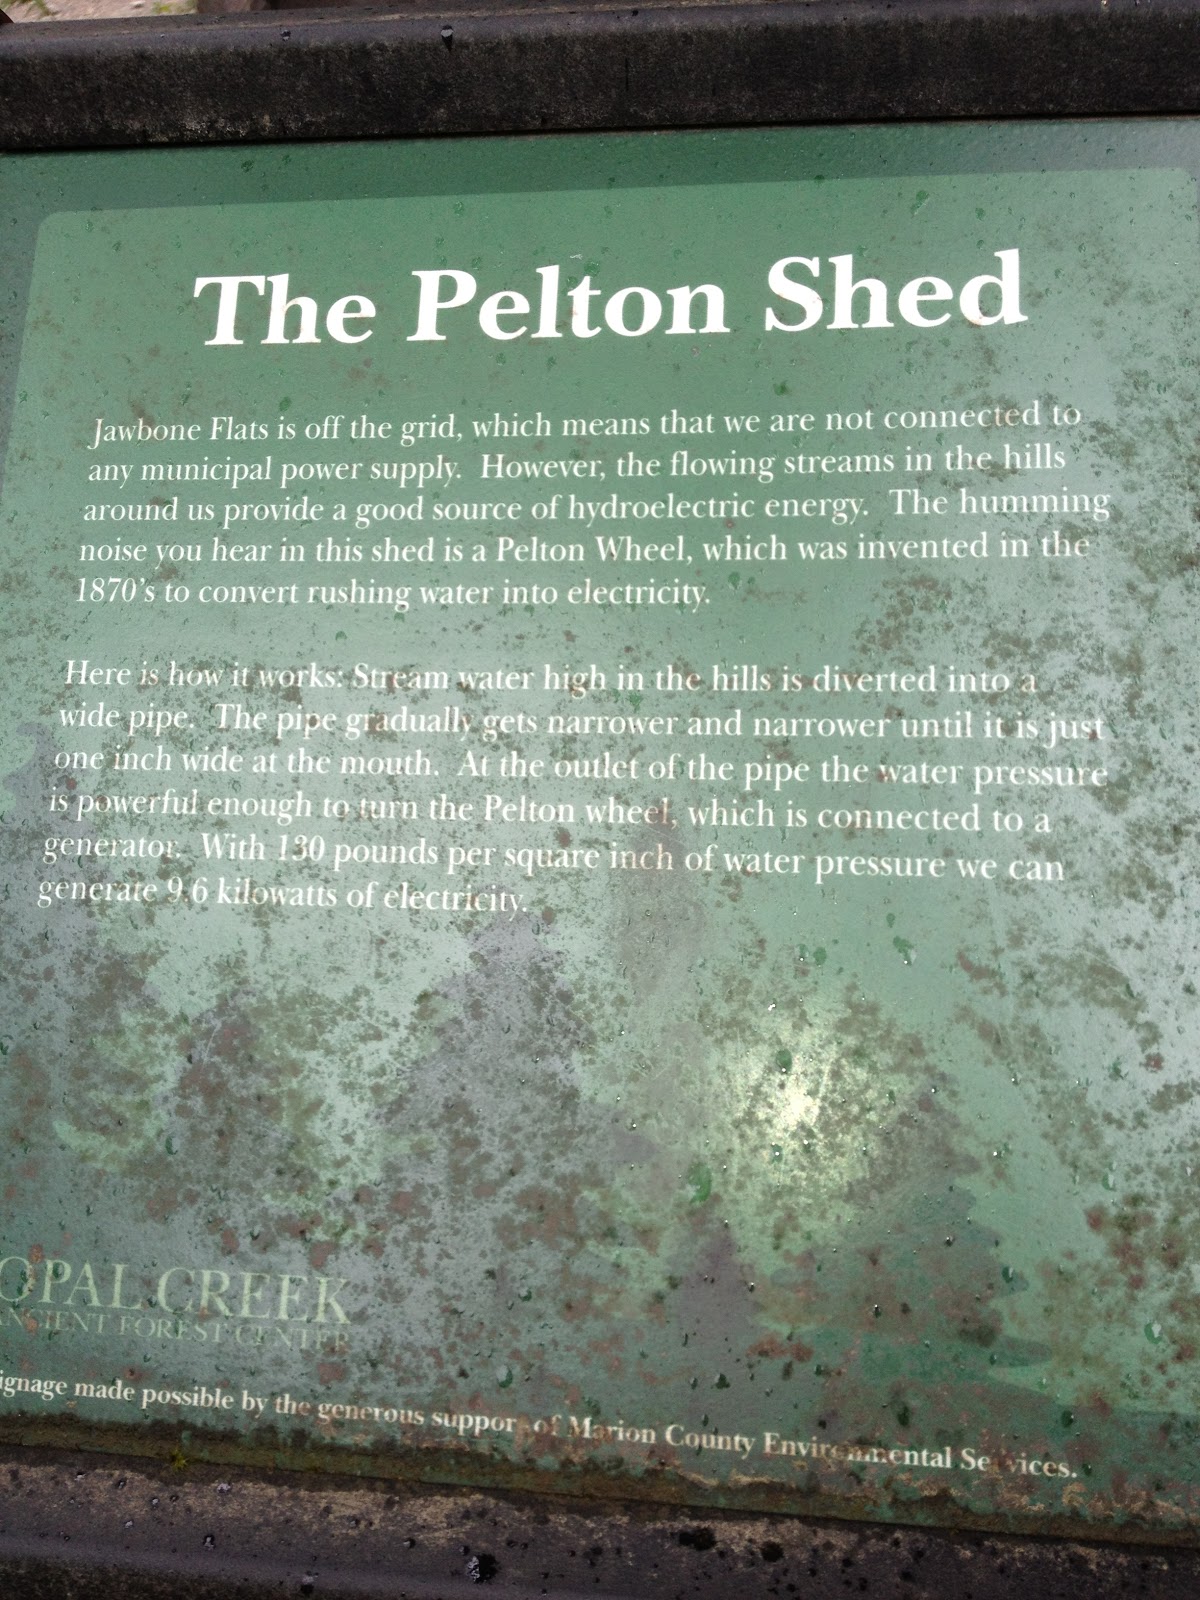 The Pelton Shed
Jawbone Flats is off the grid, which means that we are not connected to
any municipal power supply. However, the flowing streams in the hills
around us provide a good source of hydroelectric energy. The humming
noise you hear in this shed is a Pelton Wheel, which was invented in the
1870's to convert rushing water into electricity.
Here is how it works: Stream water high in the hills is diverted into a
wide pipe. The pipe gradually gets narrower and narrower until it is just
one inch wide at the mouth. At the outlet of the pipe the water pressure
is powerful enough to turn the Pelton wheel, which is connected to a
generator. With 130 pounds per square inch of water pressure we can
generate 9.6 kilowatts of electricity.
OPAL CREEK
ANCIENT FOREST CENTER
ignage made possible by the generous support of Marion County Environmental Services.